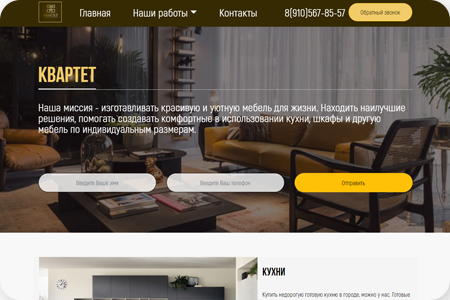 Главная
Наши работы
Контакты
8(910)567-85-57
Обратный звонок
КВАРТЕТ
Наша миссия - изготавливать красивую и уютную мебель для жизни. Находить наилучшие
решения, помогать создавать комфортные в использовании кухни, шкафы и другую
мебель по индивидуальным размерам.
Введите Ваше имя
Введите Ваш телефон
Отправить
КУХНИ
Купить недорогую готовую кухню в городе, можно у нас. Готовые